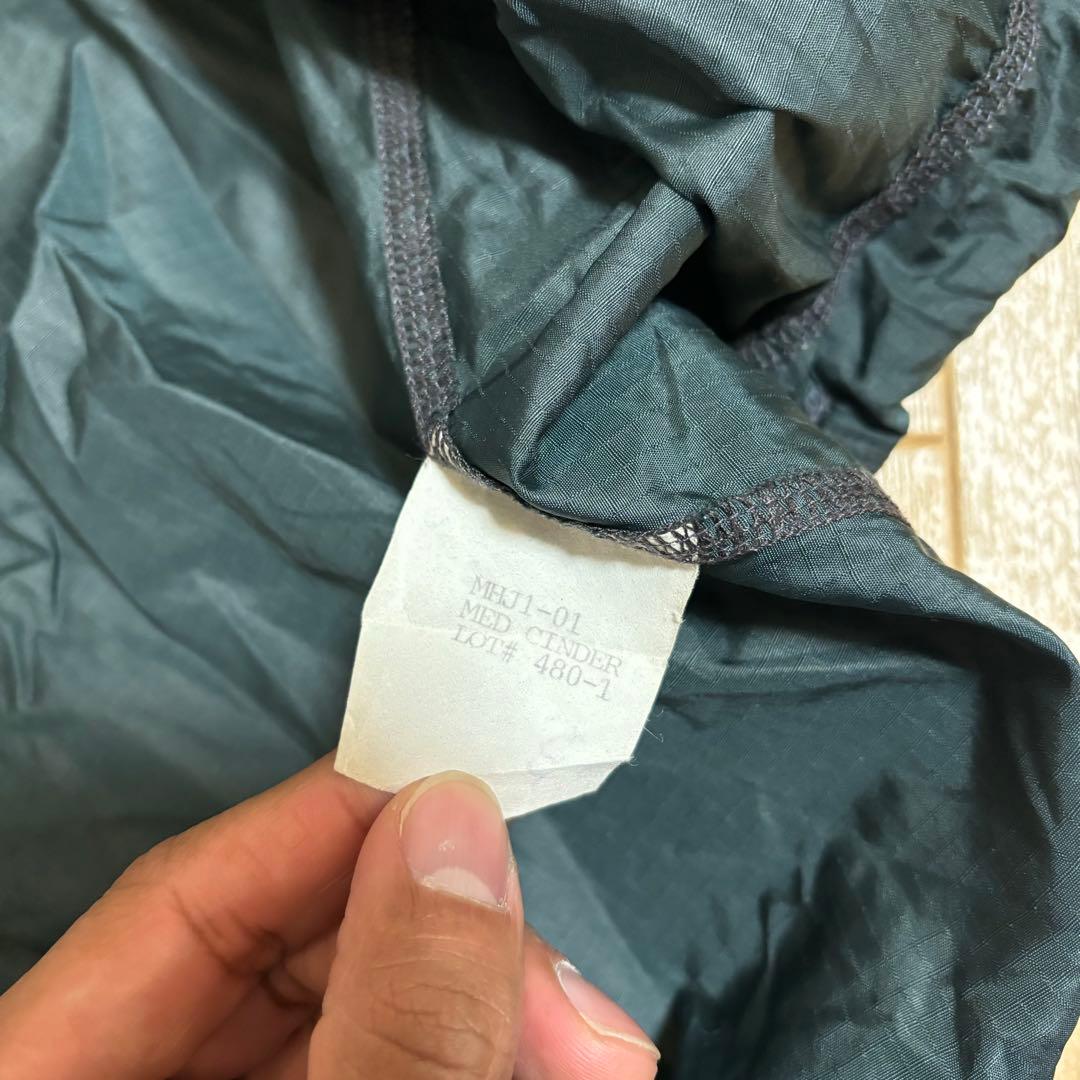 MHJ1-01
MED CINDER
LOT# 480-1